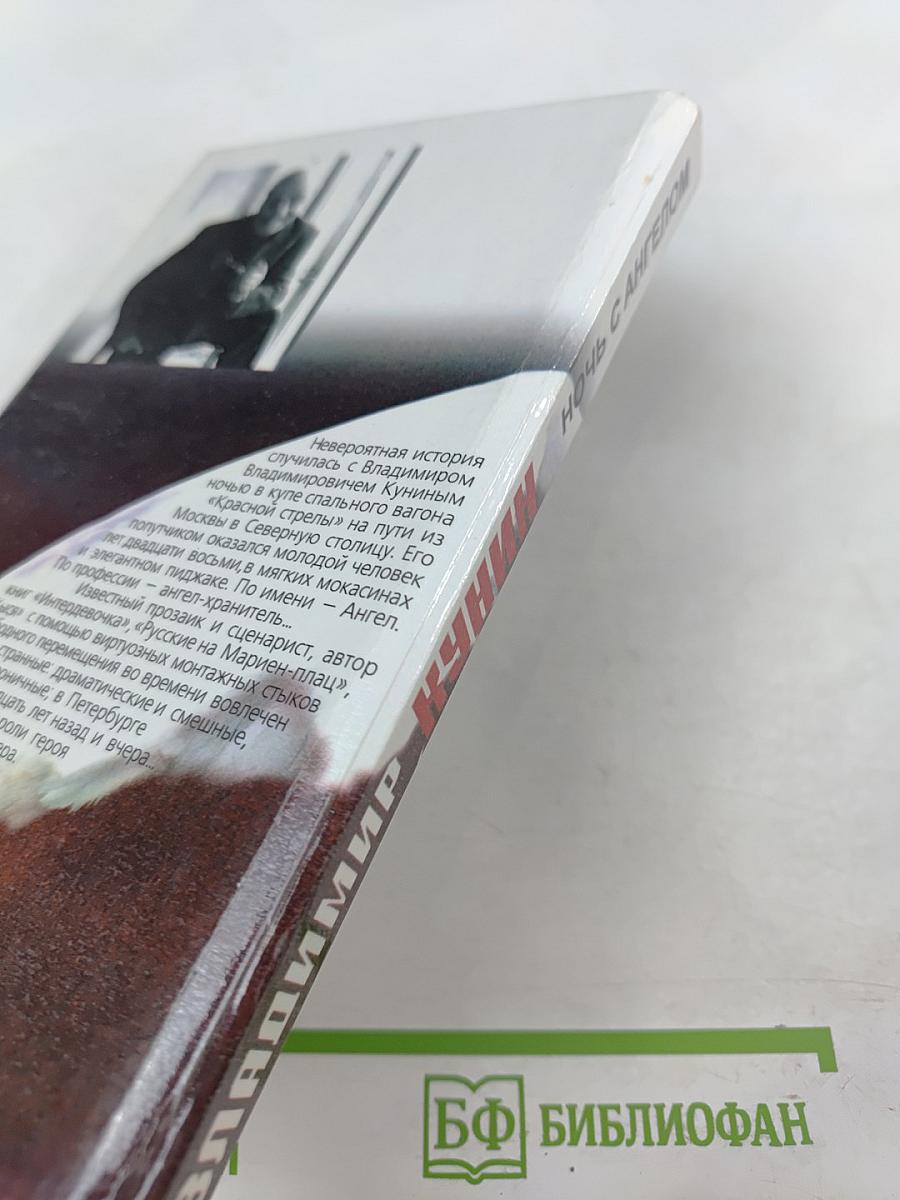 Невероятная история
случилась с Владимиром
Владимировичем Куниным
ночью в купе спального вагона
«Красной стрелы» на пути из
Москвы в Северную столицу. Его
попутчиком оказался молодой человек
лет двадцати восьми, в мягких мокасинах
и элегантном пиджаке. По имени — Ангел.
По профессии — ангел-хранитель...
Известный прозаик и сценарист, автор
книг «Интердевочка», «Русские на Мариен-плац»,
с помощью виртуозных монтажных стыков
перемещения во времени вовлечен
драматические и смешные,
в Петербурге
лет назад и вчера...
роли героя
ВЛАДИМИР КУНИН НОЧЬ С АНГЕЛОМ
БФ БИБЛИОФАН